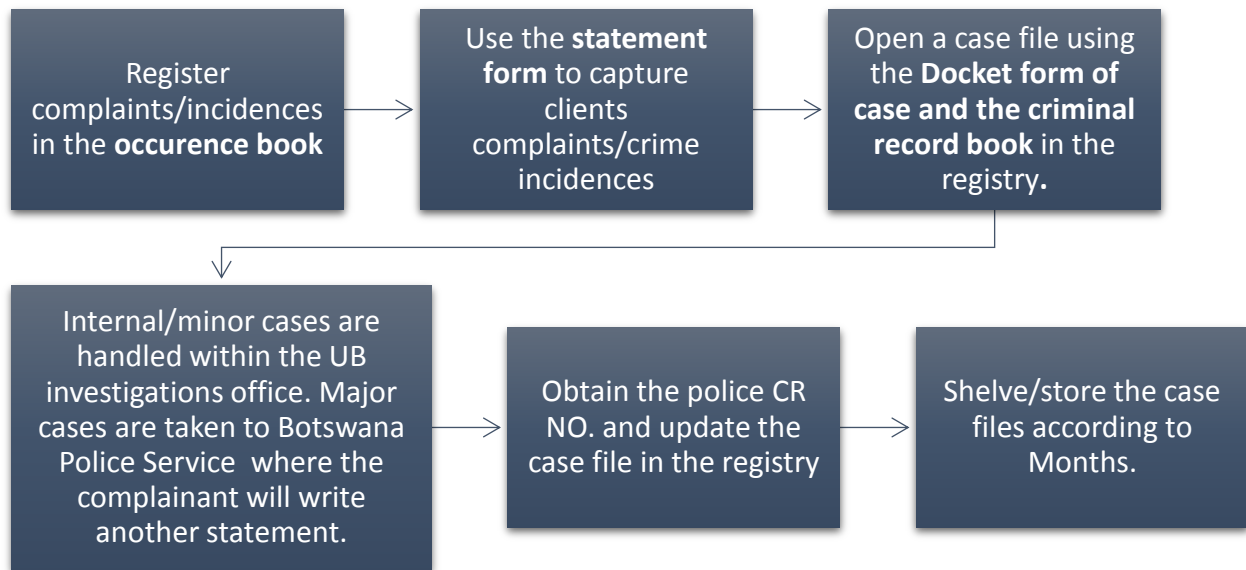 Register
complaints/incidences
in the occurence book
Use the statement
form to capture
clients
complaints/crime
incidences
Open a case file using
the Docket form of
case and the criminal
record book in the
registry.
Internal/minor cases are
handled within the UB
investigations office. Major
cases are taken to Botswana
Police Service where the
complainant will write
another statement.
Obtain the police CR
NO. and update the
case file in the registry
Shelve/store the case
files according to
Months.